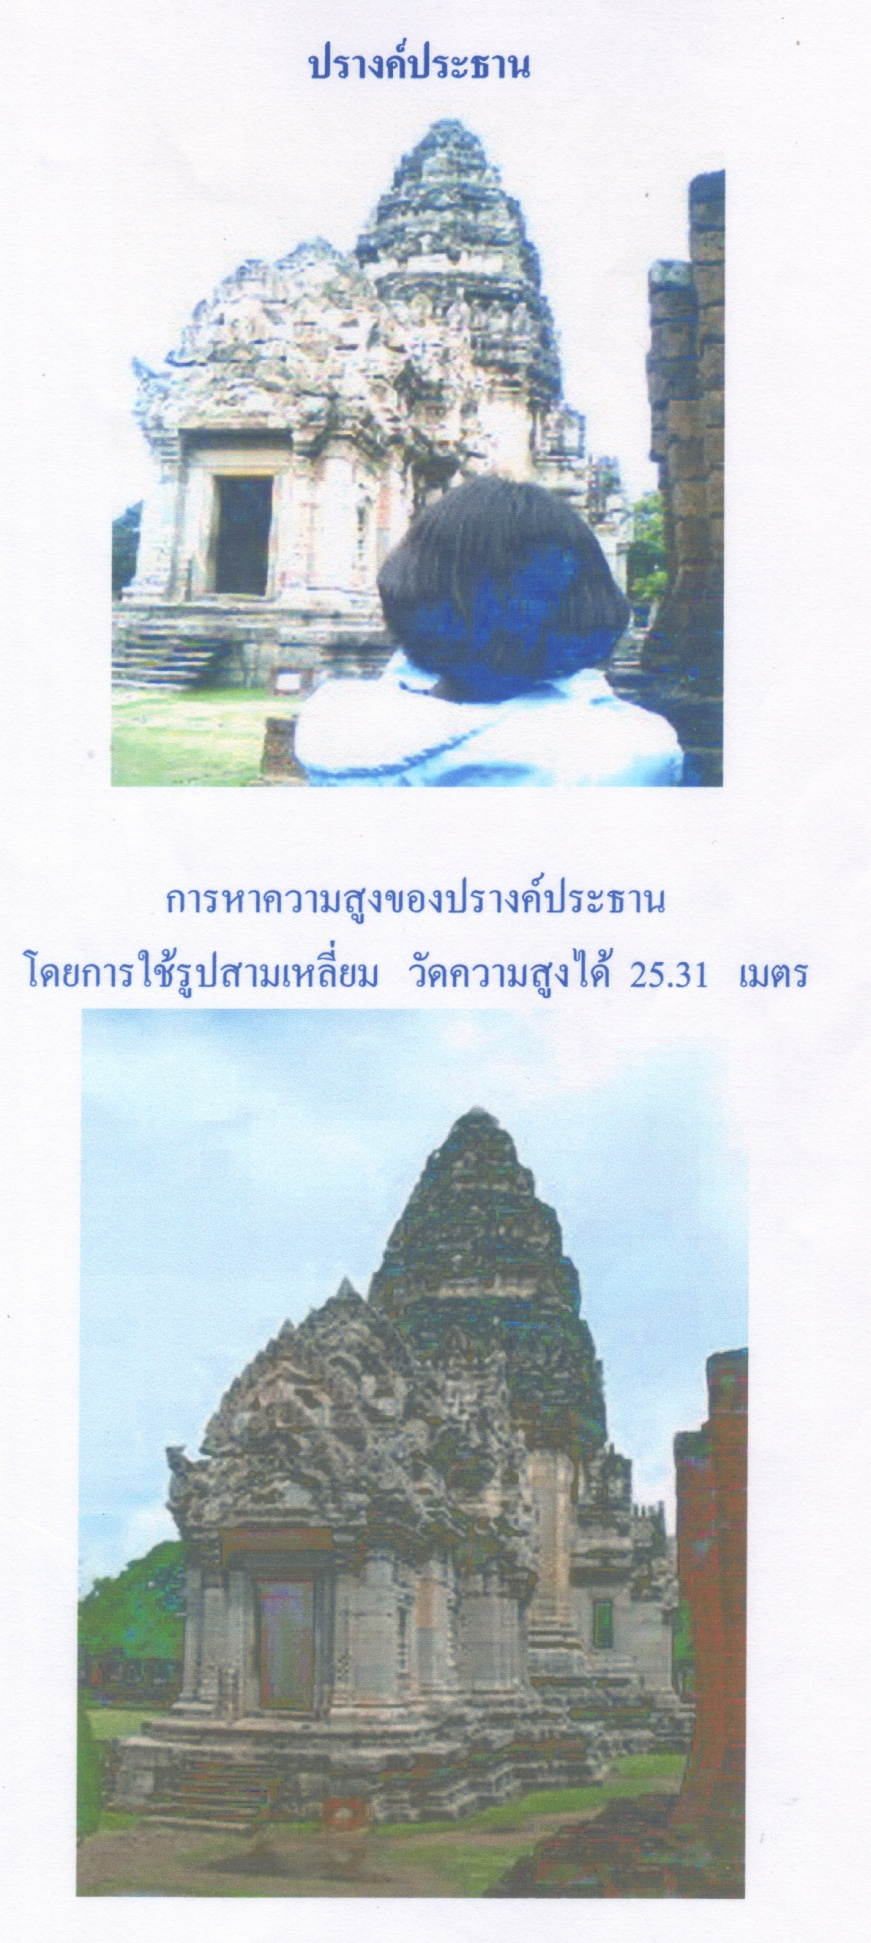 ปรางค์ประธาน
การหาความสูงของปรางค์ประธาน
โดยการใช้รูปสามเหลี่ยม วัดความสูงได้ 25.31 เมตร